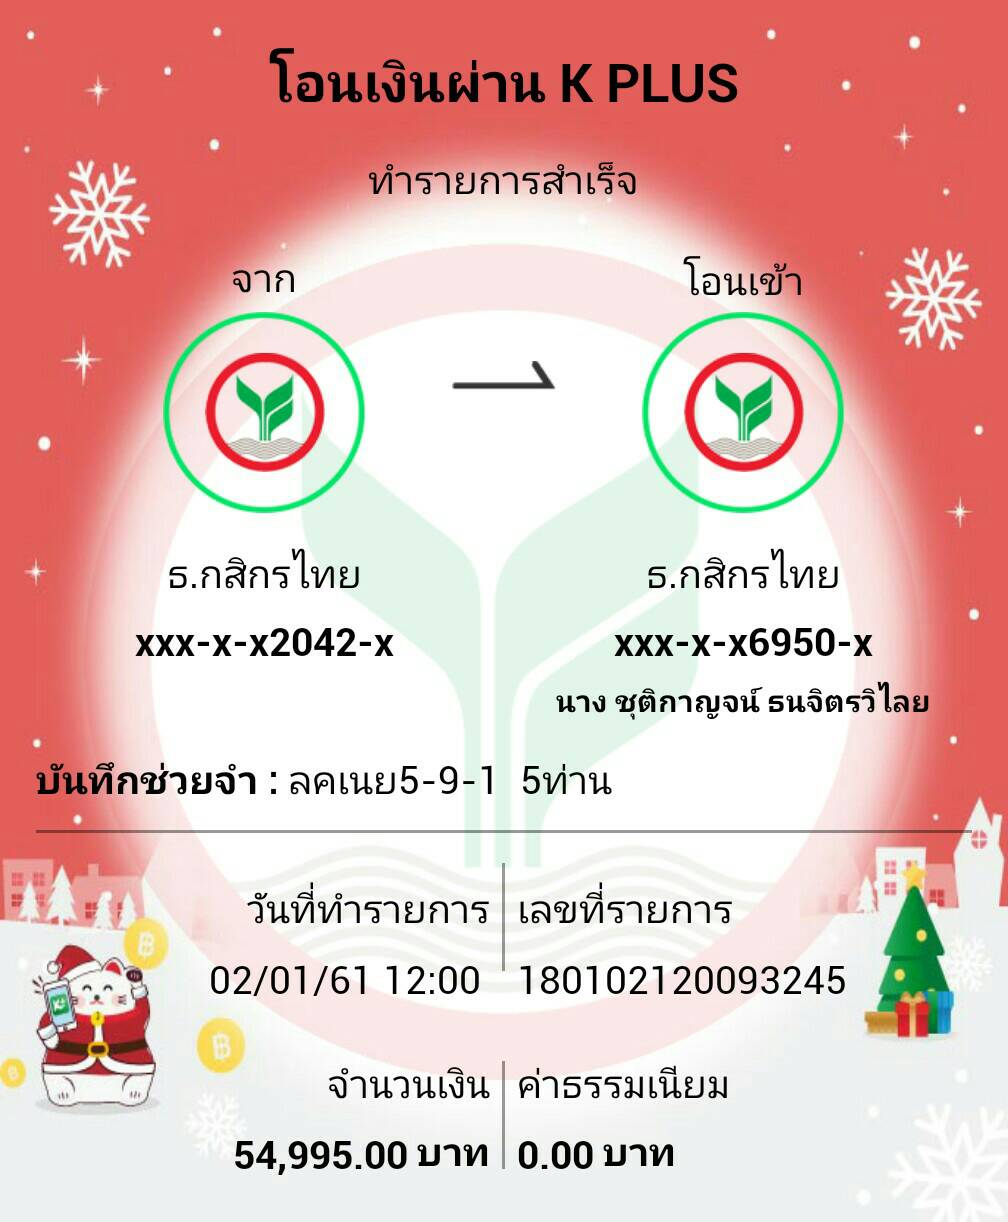 โอนเงินผ่าน K PLUS
ทำรายการสำเร็จ
จาก
โอนเข้า
ธ.กสิกรไทย
ธ.กสิกรไทย
xxx-x-x2042-x
xxx-x-x6950-x
นาง ชุติกาญจน์ ธนจิตรวิไลย
บันทึกช่วยจำ : ลคเนย5-9-1 5ท่าน
วันที่ทำรายการ
เลขที่รายการ
02/01/61 12:00
180102120093245
K+
จำนวนเงิน
ค่าธรรมเนียม
54,995.00 บาท
0.00 บาท